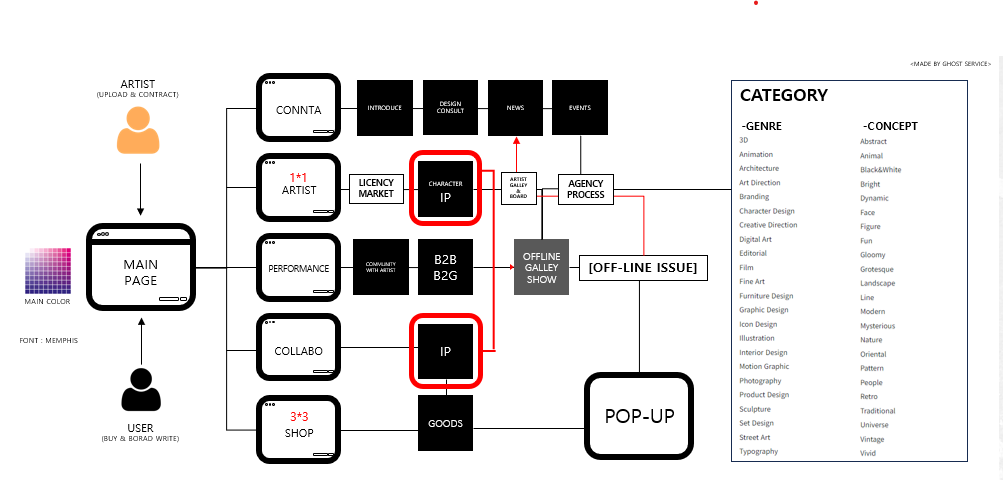 <MADE BY GHOST SERVICE>
ARTIST
(UPLOAD & CONTRACT)
MAIN
PAGE
MAIN COLOR
FONT : MEMPHIS
USER
(BUY & BORAD WRITE)
CONNTA
INTRODUCE
DESIGN
CONSULT
NEWS
EVENTS
1*1
ARTIST
LICENCY
MARKET
CHARACTER
IP
ARTIST
GALLEY
&
BOARD
AGENCY
PROCESS
PERFORMANCE
COMMUNITY
WITH ARTIST
B2B
B2G
OFFLINE
GALLEY
SHOW
[OFF-LINE ISSUE]
COLLABO
IP
3*3
SHOP
GOODS
POP-UP
CATEGORY
-GENRE
3D
Animation
Architecture
Art Direction
Branding
Character Design
Creative Direction
Digital Art
Editorial
Film
Fine Art
Furniture Design
Graphic Design
Icon Design
Illustration
Interior Design
Motion Graphic
Photography
Product Design
Sculpture
Set Design
Street Art
Typography
-CONCEPT
Abstract
Animal
Black&White
Bright
Dynamic
Face
Figure
Fun
Gloomy
Grotesque
Landscape
Line
Modern
Mysterious
Nature
Oriental
Pattern
People
Retro
Traditional
Universe
Vintage
Vivid